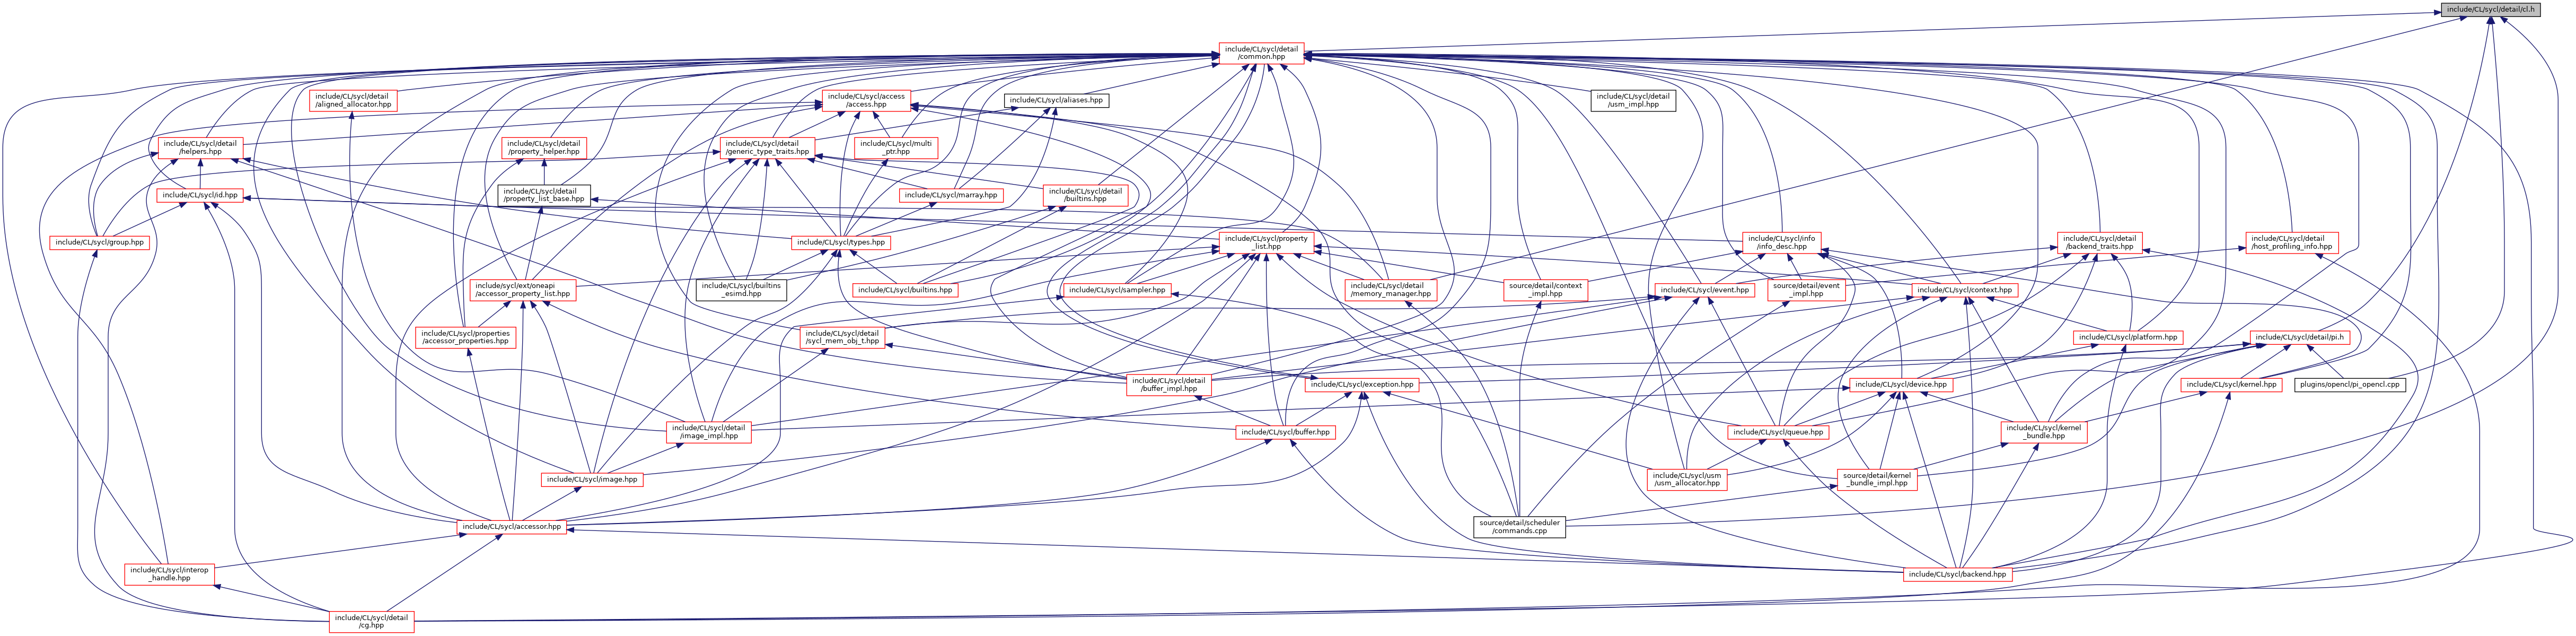 include/CL/sycl/detail/cl.h
include/CL/sycl/detail
/common.hpp
include/CL/sycl/detail
/aligned_allocator.hpp
include/CL/sycl/access
/access.hpp
include/CL/sycl/aliases.hpp
include/CL/sycl/detail
/usm_impl.hpp
include/CL/sycl/detail
/helpers.hpp
include/CL/sycl/detail
/property_helper.hpp
include/CL/sycl/detail
/generic_type_traits.hpp
include/CL/sycl/multi
_ptr.hpp
include/CL/sycl/id.hpp
include/CL/sycl/detail
/property_list_base.hpp
include/CL/sycl/marray.hpp
include/CL/sycl/detail
/builtins.hpp
include/CL/sycl/group.hpp
include/CL/sycl/types.hpp
include/CL/sycl/property
_list.hpp
include/CL/sycl/info
/info_desc.hpp
include/CL/sycl/detail
/backend_traits.hpp
include/CL/sycl/detail
/host_profiling_info.hpp
include/sycl/ext/oneapi
/accessor_property_list.hpp
include/CL/sycl/builtins
_esimd.hpp
include/CL/sycl/builtins.hpp
include/CL/sycl/sampler.hpp
include/CL/sycl/detail
/memory_manager.hpp
source/detail/context
_impl.hpp
include/CL/sycl/event.hpp
source/detail/event
_impl.hpp
include/CL/sycl/context.hpp
include/CL/sycl/properties
/accessor_properties.hpp
include/CL/sycl/detail
/sycl_mem_obj_t.hpp
include/CL/sycl/platform.hpp
include/CL/sycl/detail/pi.h
include/CL/sycl/detail
/buffer_impl.hpp
include/CL/sycl/exception.hpp
include/CL/sycl/device.hpp
include/CL/sycl/kernel.hpp
plugins/opencl/pi_opencl.cpp
include/CL/sycl/detail
/image_impl.hpp
include/CL/sycl/buffer.hpp
include/CL/sycl/queue.hpp
include/CL/sycl/kernel
_bundle.hpp
include/CL/sycl/image.hpp
include/CL/sycl/usm
/usm_allocator.hpp
source/detail/kernel
_bundle_impl.hpp
include/CL/sycl/accessor.hpp
source/detail/scheduler
/commands.cpp
include/CL/sycl/interop
_handle.hpp
include/CL/sycl/backend.hpp
include/CL/sycl/detail
/cg.hpp